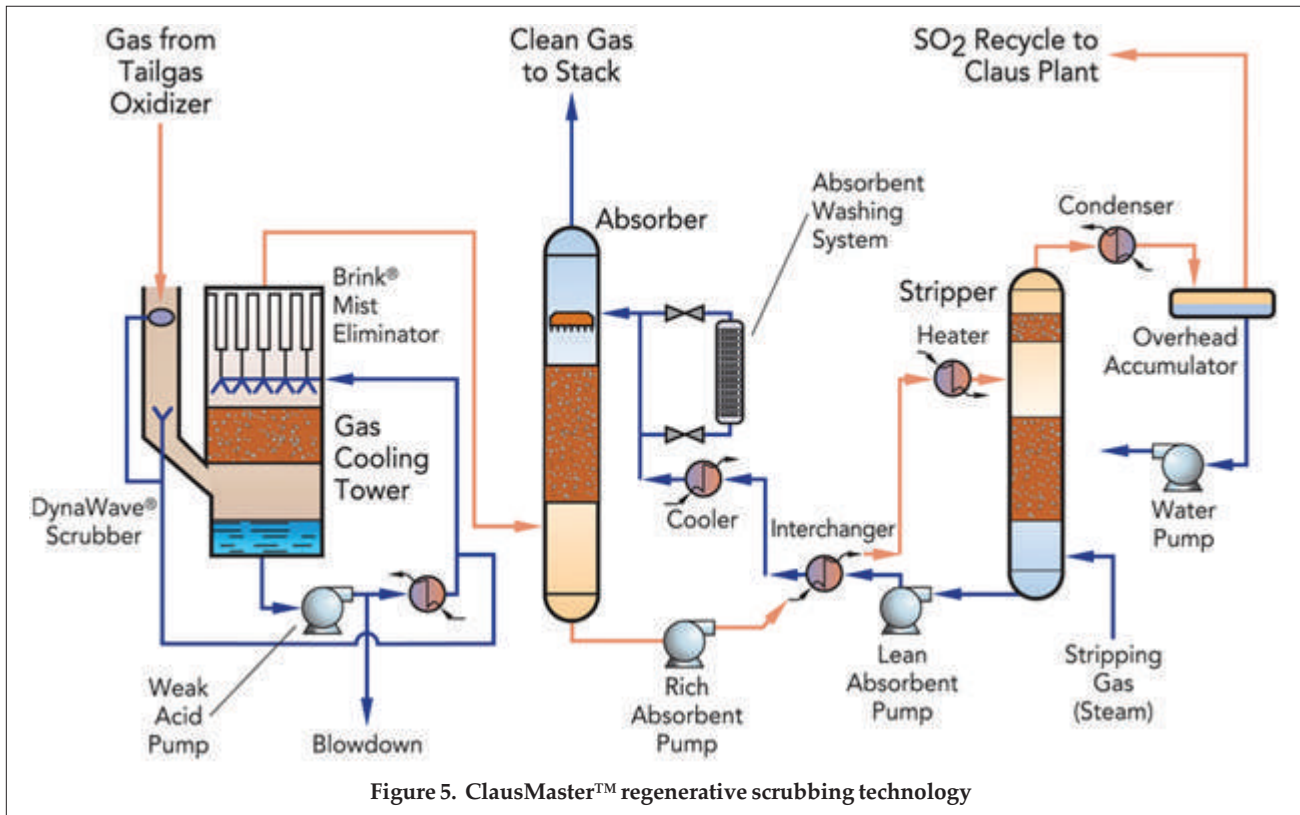 Gas from
Tailgas
Oxidizer
Clean Gas
to Stack
SO2 Recycle to
Claus Plant
Absorber
Absorbent
Washing
System
Condenser
Brink®
Mist
Eliminator
Stripper
Heater
Overhead
Accumulator
Gas
Cooling
Tower
DynaWave®
Scrubber
Cooler
Interchanger
Water
Pump
Weak
Acid
Pump
Blowdown
Rich
Absorbent
Pump
Lean
Absorbent
Pump
Stripping
Gas
(Steam)
Figure 5. ClausMaster™ regenerative scrubbing technology